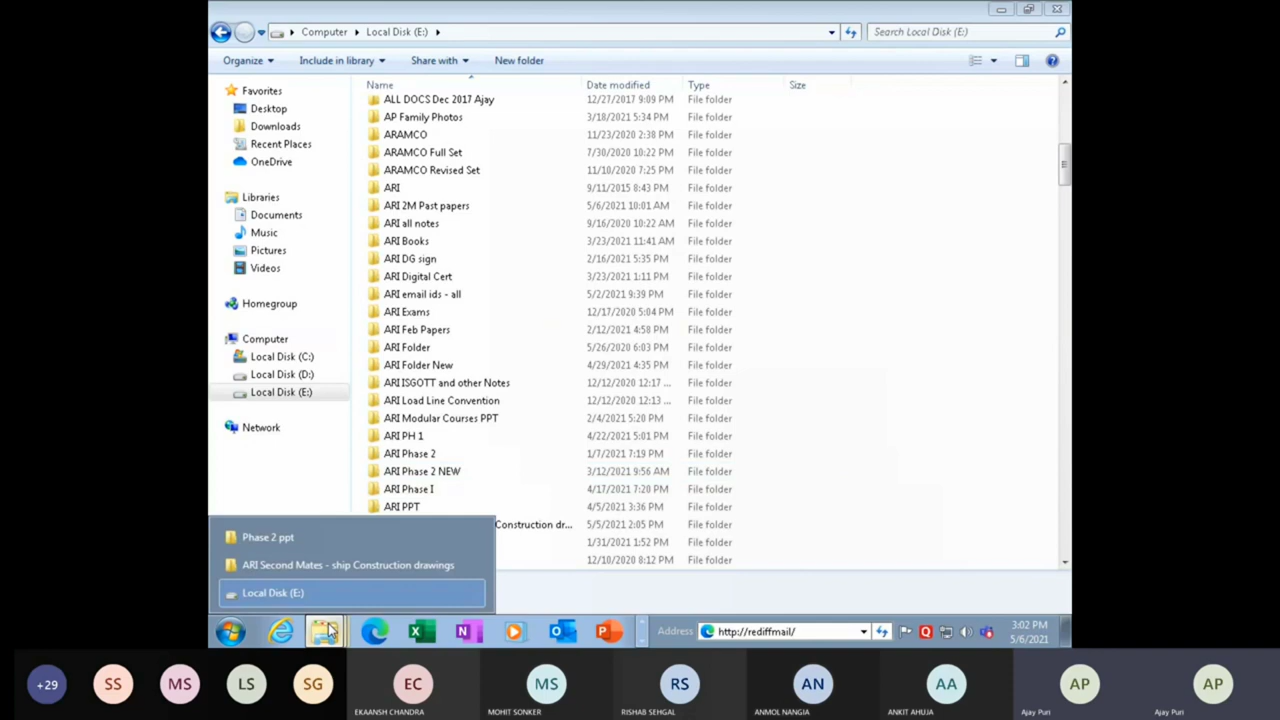 Computer Local Disk (E:) Search Local Disk (E:)
Organize Include in library Share with New folder
Name Date modified Type Size
Favorites
Desktop
Downloads
Recent Places
OneDrive
Libraries
Documents
Music
Pictures
Videos
Homegroup
Computer
Local Disk (C:)
Local Disk (D:)
Local Disk (E:)
Network
ALL DOCS Dec 2017 Ajay 12/27/2017 9:09 PM File folder
AP Family Photos 3/18/2021 5:34 PM File folder
ARAMCO 11/23/2020 2:38 PM File folder
ARAMCO Full Set 7/30/2020 10:22 PM File folder
ARAMCO Revised Set 11/10/2020 7:25 PM File folder
ARI 9/11/2015 8:43 PM File folder
ARI 2M Past papers 5/6/2021 10:01 AM File folder
ARI all notes 9/16/2020 10:22 AM File folder
ARI Books 3/23/2021 11:41 AM File folder
ARI DG sign 2/16/2021 5:35 PM File folder
ARI Digital Cert 3/23/2021 1:11 PM File folder
ARI email ids - all 5/2/2021 9:39 PM File folder
ARI Exams 12/17/2020 5:04 PM File folder
ARI Feb Papers 2/12/2021 4:58 PM File folder
ARI Folder 5/26/2020 6:03 PM File folder
ARI Folder New 4/29/2021 4:35 PM File folder
ARI ISGOTT and other Notes 12/12/2020 12:17 ... File folder
ARI Load Line Convention 12/12/2020 12:13 ... File folder
ARI Modular Courses PPT 2/4/2021 5:20 PM File folder
ARI PH 1 4/22/2021 5:01 PM File folder
ARI Phase 2 1/7/2021 7:19 PM File folder
ARI Phase 2 NEW 3/12/2021 9:56 AM File folder
ARI Phase I 4/17/2021 7:20 PM File folder
ARI PPT 4/5/2021 3:36 PM File folder
Construction dr... 5/5/2021 2:05 PM File folder
1/31/2021 1:52 PM File folder
12/10/2020 8:12 PM File folder
Phase 2 ppt
ARI Second Mates - ship Construction drawings
Local Disk (E:)
Address http://rediffmail/ 3:02 PM
5/6/2021
+29 SS MS LS SG EC MS RS AN AA AP AP
EKAANSH CHANDRA MOHIT SONKER RISHAB SEHGAL ANMOL NANGIA ANKIT AHUJA Ajay Puri Ajay Puri